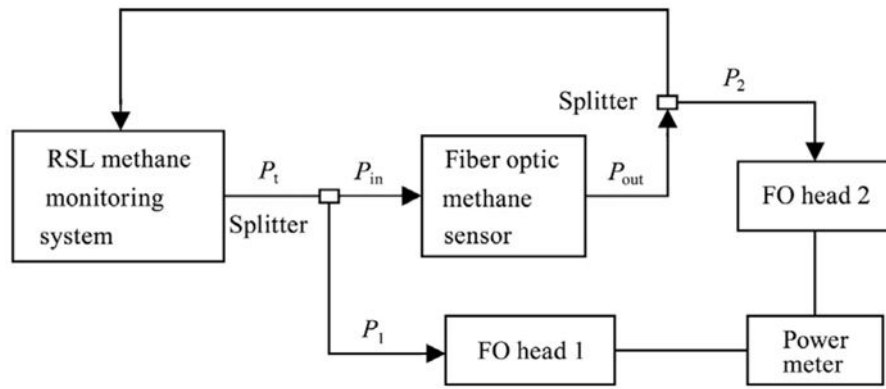 P₂
Splitter
RSL methane
monitoring
system
Pₜ
Splitter
Pᵢₙ
Fiber optic
methane
sensor
Pₒᵤₜ
FO head 2
P₁
FO head 1
Power
meter